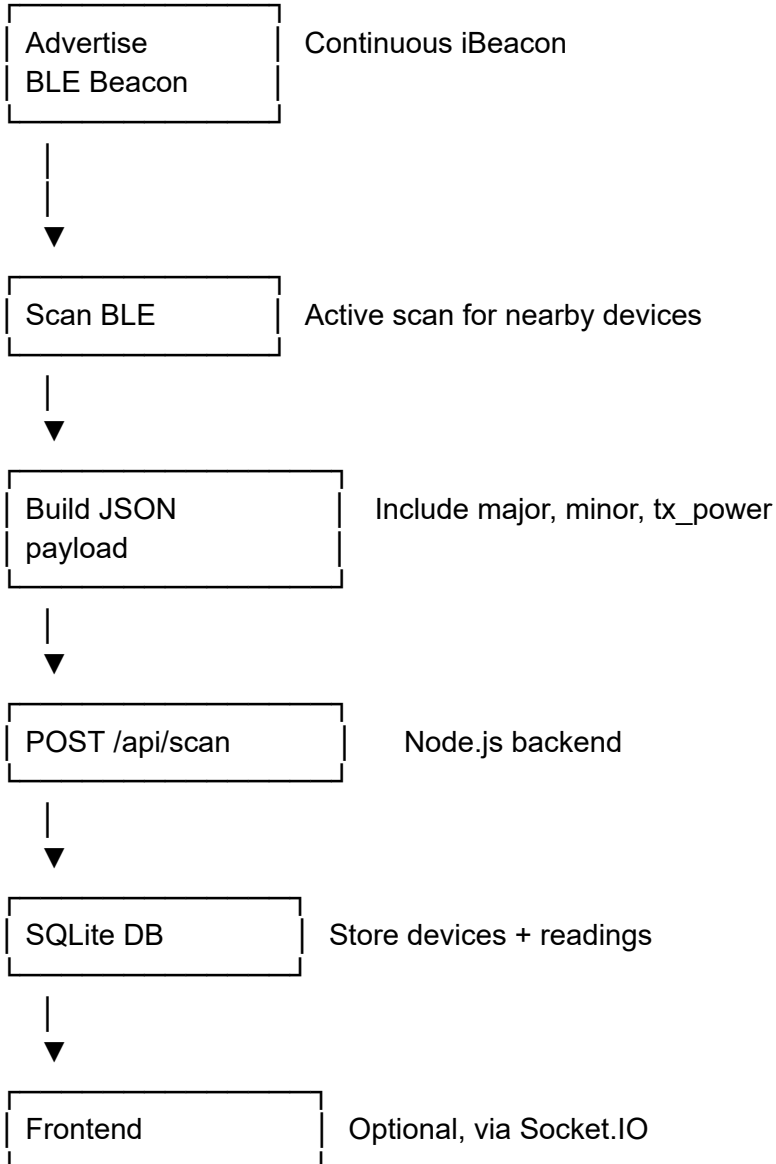 Advertise Continuous iBeacon
BLE Beacon
Scan BLE Active scan for nearby devices
Build JSON Include major, minor, tx_power
payload
POST /api/scan Node.js backend
SQLite DB Store devices + readings
Frontend Optional, via Socket.IO